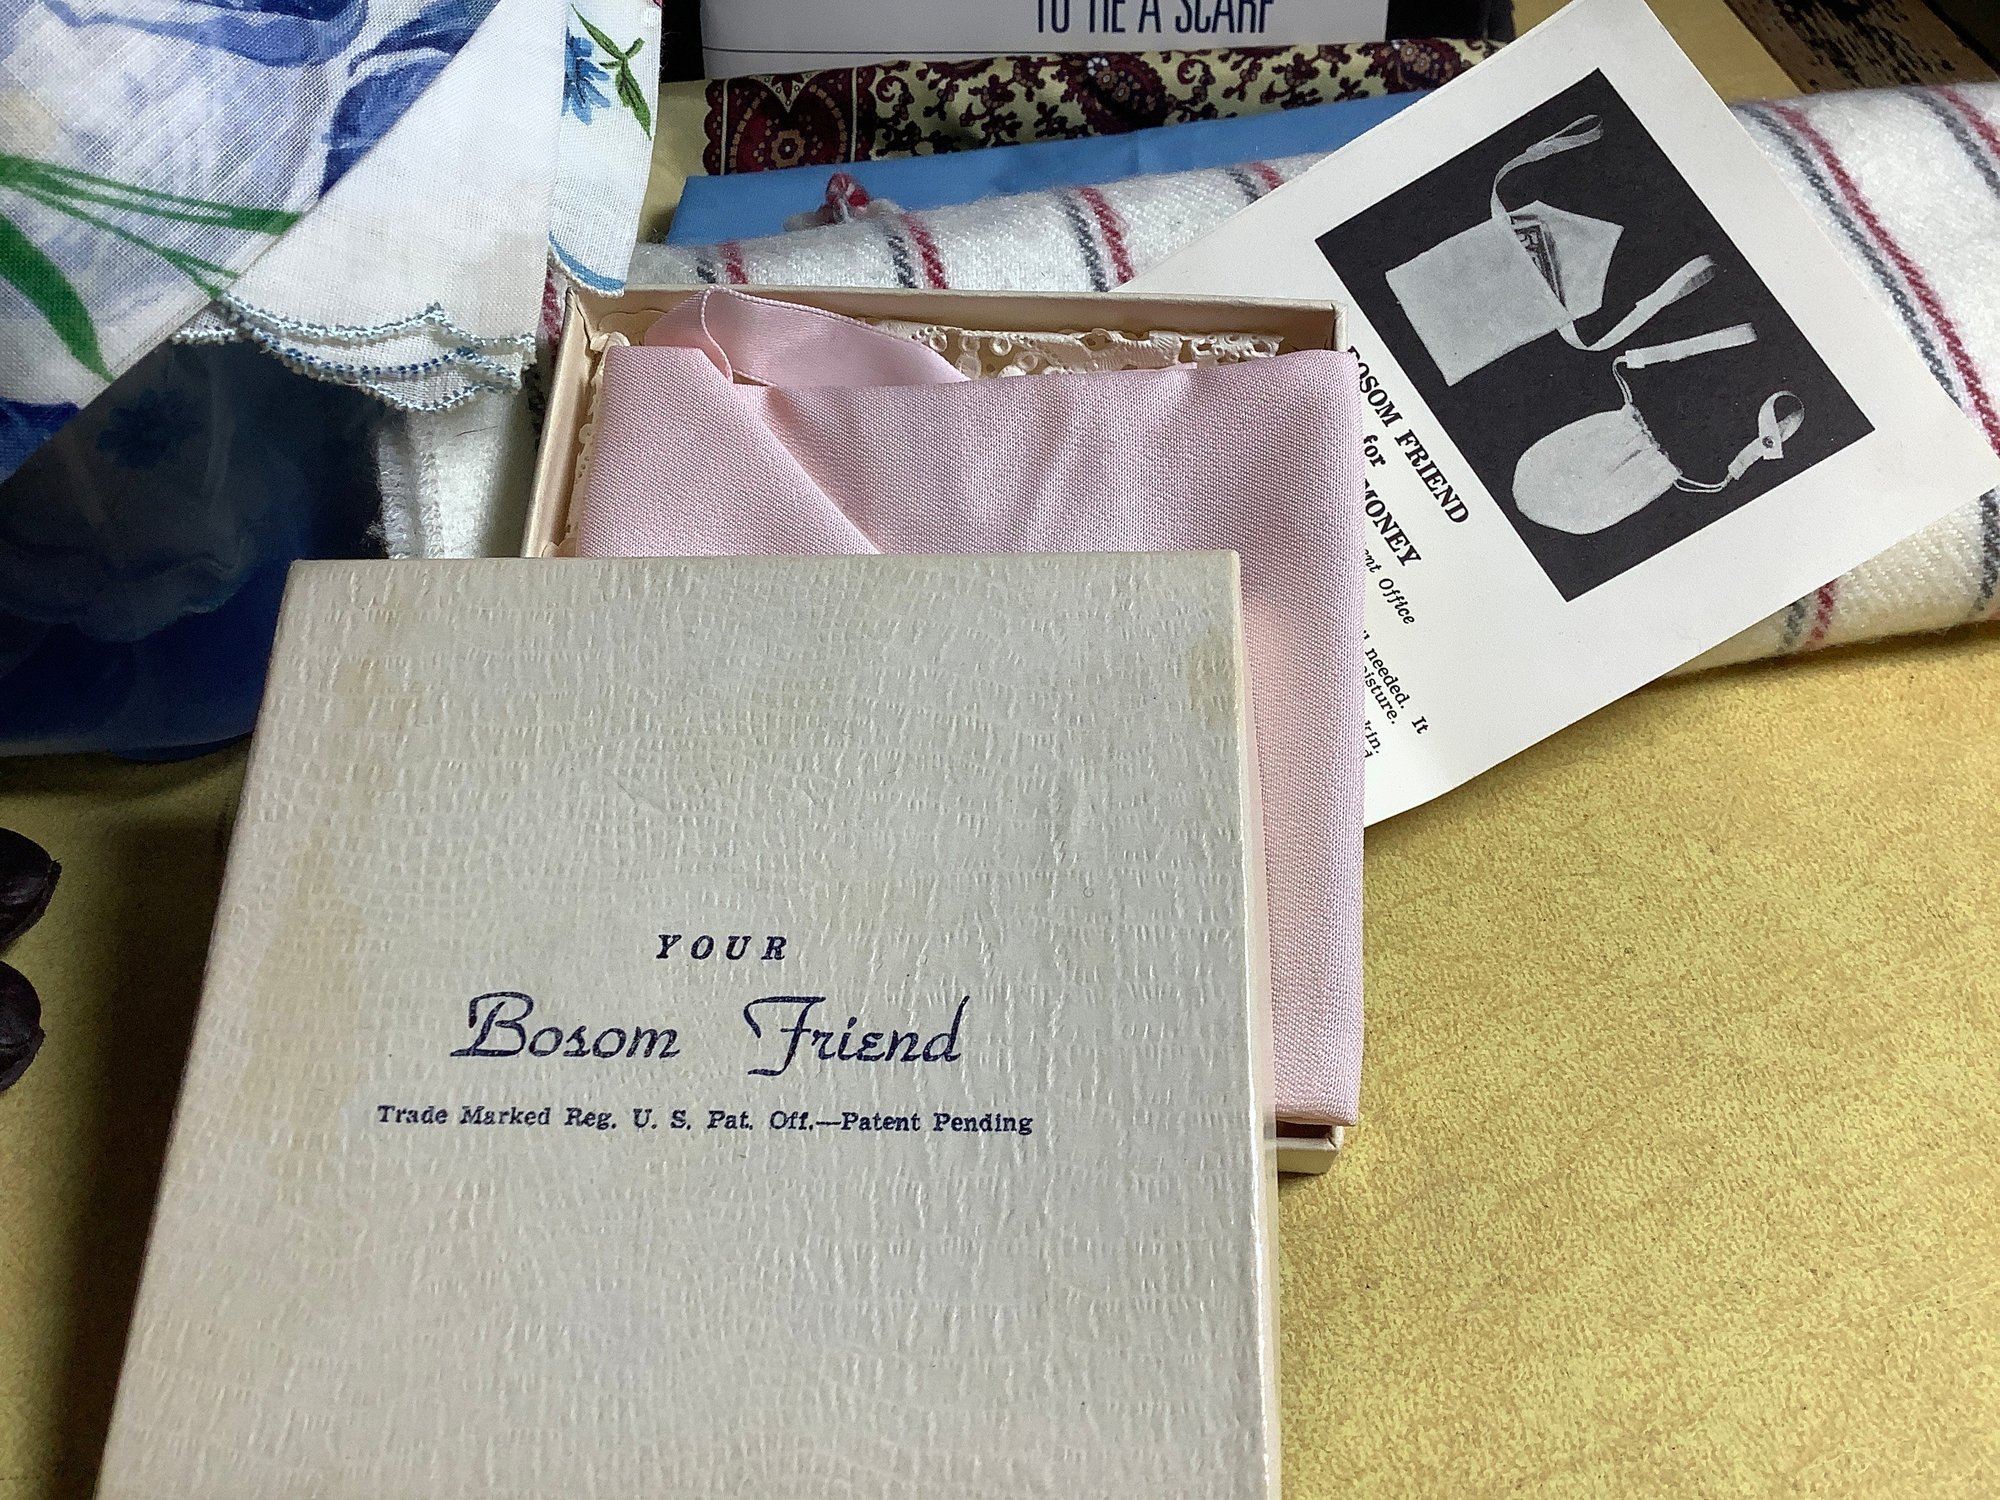 TO TIE A SCARF
BOSOM FRIEND
for
MONEY
Office
needed. It
YOUR
Bosom Friend
Trade Marked Reg. U. S. Pat. Off.—Patent Pending